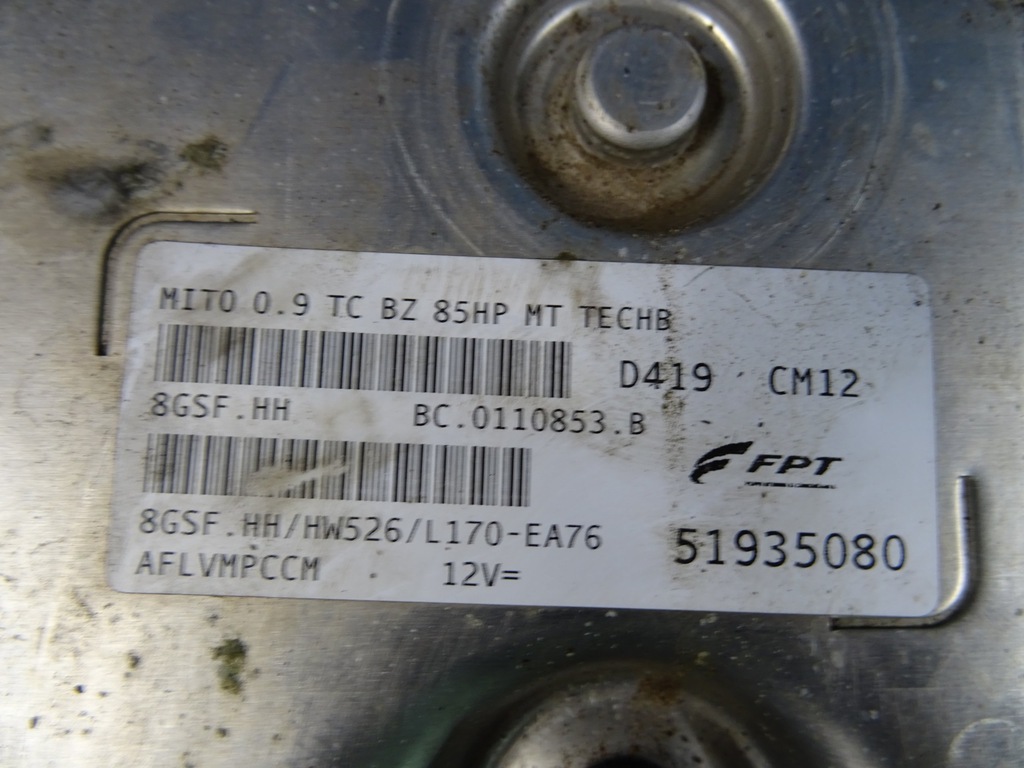 MITO 0.9 TC BZ 85HP MT TECHB
D419 CM12
8GSF.HH BC.0110853.B
FPT
8GSF.HH/HW526/L170-EA76
51935080
AFLVMPCCM 12V=